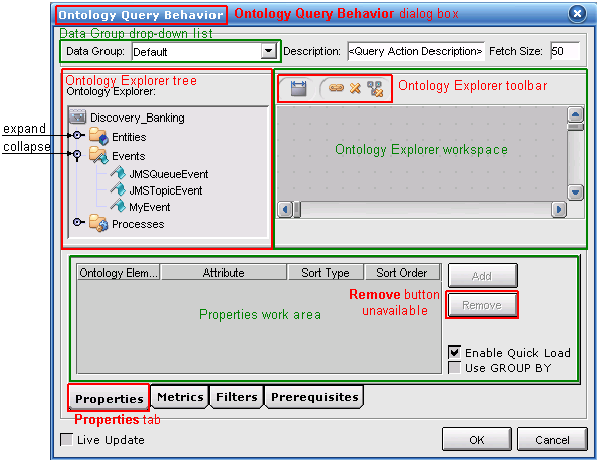 Ontology Query Behavior
Ontology Query Behavior dialog box
Data Group drop-down list
Data Group: Default Description: <Query Action Description> Fetch Size: 50
Ontology Explorer tree
Ontology Explorer:
Ontology Explorer toolbar
Discovery_Banking
expand
Entities
collapse
Events
Ontology Explorer workspace
JMSQueueEvent
JMSTopicEvent
MyEvent
Processes
Ontology Elem... Attribute Sort Type Sort Order Add
Remove button
unavailable
Remove
Properties work area
Enable Quick Load
Use GROUP BY
Properties Metrics Filters Prerequisites
Properties tab
Live Update OK Cancel